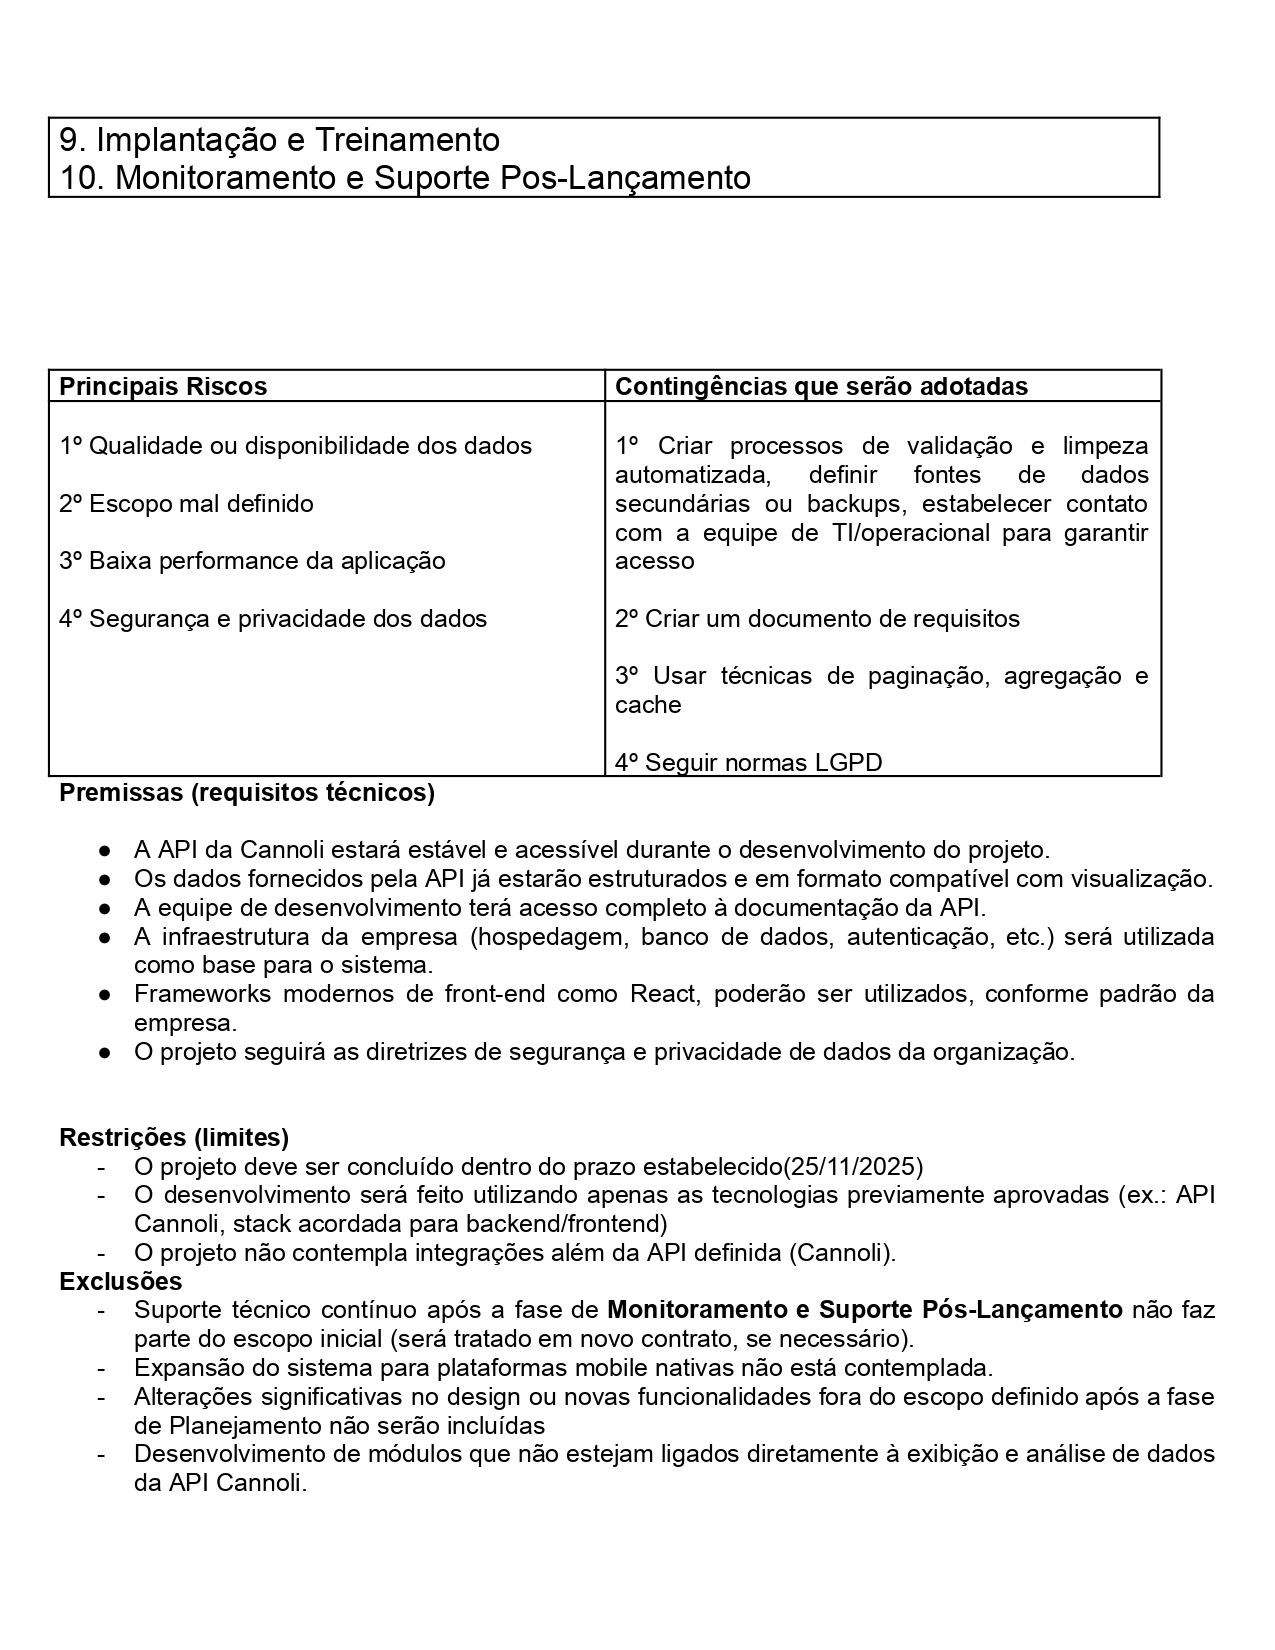 9. Implantação e Treinamento
10. Monitoramento e Suporte Pos-Lançamento
Principais Riscos
1º Qualidade ou disponibilidade dos dados
2º Escopo mal definido
3º Baixa performance da aplicação
4º Segurança e privacidade dos dados
Contingências que serão adotadas
1º Criar processos de validação e limpeza
automatizada, definir fontes de dados
secundárias ou backups, estabelecer contato
com a equipe de TI/operacional para garantir
acesso
2º Criar um documento de requisitos
3º Usar técnicas de paginação, agregação e
cache
4º Seguir normas LGPD
Premissas (requisitos técnicos)
● A API da Cannoli estará estável e acessível durante o desenvolvimento do projeto.
● Os dados fornecidos pela API já estarão estruturados e em formato compatível com visualização.
● A equipe de desenvolvimento terá acesso completo à documentação da API.
● A infraestrutura da empresa (hospedagem, banco de dados, autenticação, etc.) será utilizada
como base para o sistema.
● Frameworks modernos de front-end como React, poderão ser utilizados, conforme padrão da
empresa.
● O projeto seguirá as diretrizes de segurança e privacidade de dados da organização.
Restrições (limites)
- O projeto deve ser concluído dentro do prazo estabelecido(25/11/2025)
- O desenvolvimento será feito utilizando apenas as tecnologias previamente aprovadas (ex.: API
Cannoli, stack acordada para backend/frontend)
- O projeto não contempla integrações além da API definida (Cannoli).
Exclusões
- Suporte técnico contínuo após a fase de Monitoramento e Suporte Pós-Lançamento não faz
parte do escopo inicial (será tratado em novo contrato, se necessário).
- Expansão do sistema para plataformas mobile nativas não está contemplada.
- Alterações significativas no design ou novas funcionalidades fora do escopo definido após a fase
de Planejamento não serão incluídas
- Desenvolvimento de módulos que não estejam ligados diretamente à exibição e análise de dados
da API Cannoli.